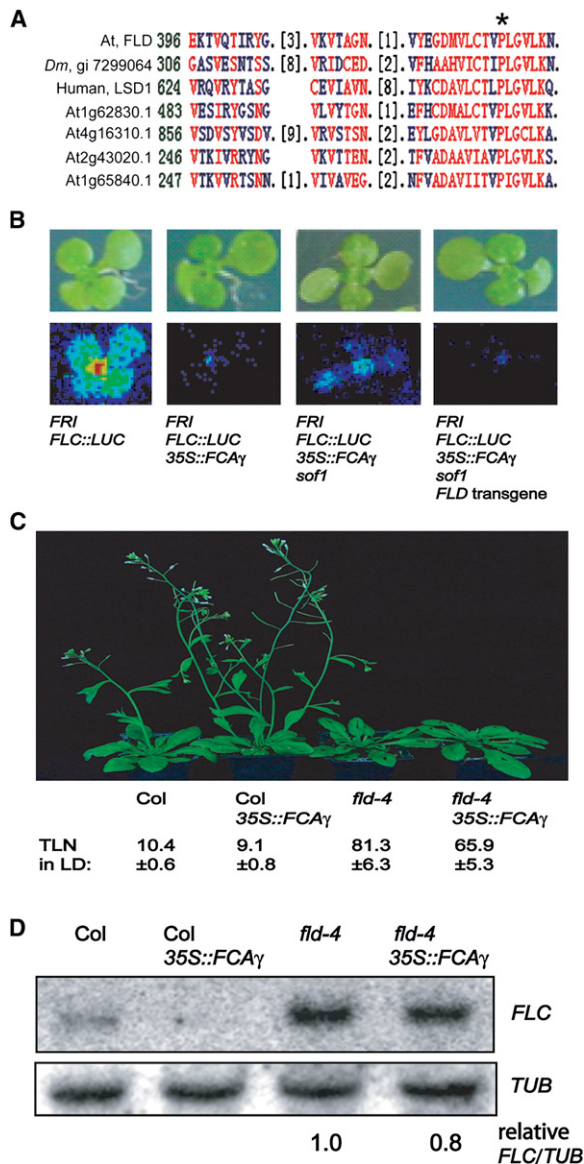 A
*
At, FLD 396 EKTVQTIRYG. [3]. VKVTAGN. [1]. VYEGDMVLCTVPLGVLKN.
Dm, gi 7299064 306 GASVESNTSS. [8]. VRIDCED. [2]. VFHAAVHICTLPLGVLKD.
Human, LSD1 624 VRQVRYTASG CEVIAVN. [8]. YKCDAVLCTLPLGVLKQ.
At1g62830.1 483 VESIRYGSNG VLVYTGN. [1]. EFHCDMALCTVPLGVLKK.
At4g16310.1 856 VSDVSYVSDV. [9]. VRVSTSN. [2]. EYLGDAVLVTVPLGCLKA.
At2g43020.1 246 VTKIVRRYNG VKVTTEN. [2]. TFVADAAVIAVPLGVLKS.
At1g65840.1 247 VTKVVRTSNN. [1]. VIVAVEG. [2]. NFVADAVIITVPIGVLKA.
B
FRI FRI FRI FRI
FLC::LUC FLC::LUC FLC::LUC FLC::LUC
35S::FCAγ 35S::FCAγ 35S::FCAγ
sof1 sof1
FLD transgene
C
Col Col fld-4 fld-4
35S::FCAγ 35S::FCAγ
TLN 10.4 9.1 81.3 65.9
in LD: ±0.6 ±0.8 ±6.3 ±5.3
D
Col Col fld-4 fld-4
35S::FCAγ 35S::FCAγ
FLC
TUB
relative
1.0 0.8 FLC/TUB